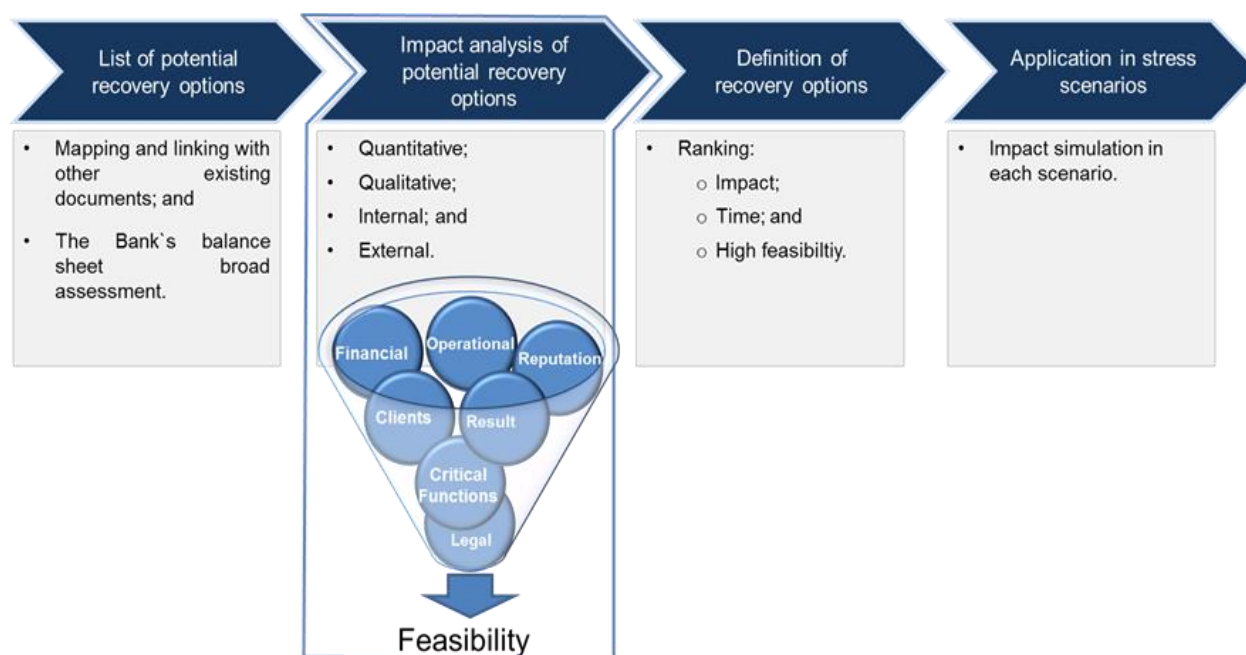 List of potential
recovery options
Impact analysis of
potential recovery
options
Definition of
recovery options
Application in stress
scenarios
• Mapping and linking with
other existing
documents; and
• The Bank`s balance
sheet broad
assessment.
• Quantitative;
• Qualitative;
• Internal; and
• External.
• Ranking:
o Impact;
o Time; and
o High feasibiltiy.
• Impact simulation in
each scenario.
Financial
Operational
Reputation
Clients
Result
Critical
Functions
Legal
Feasibility